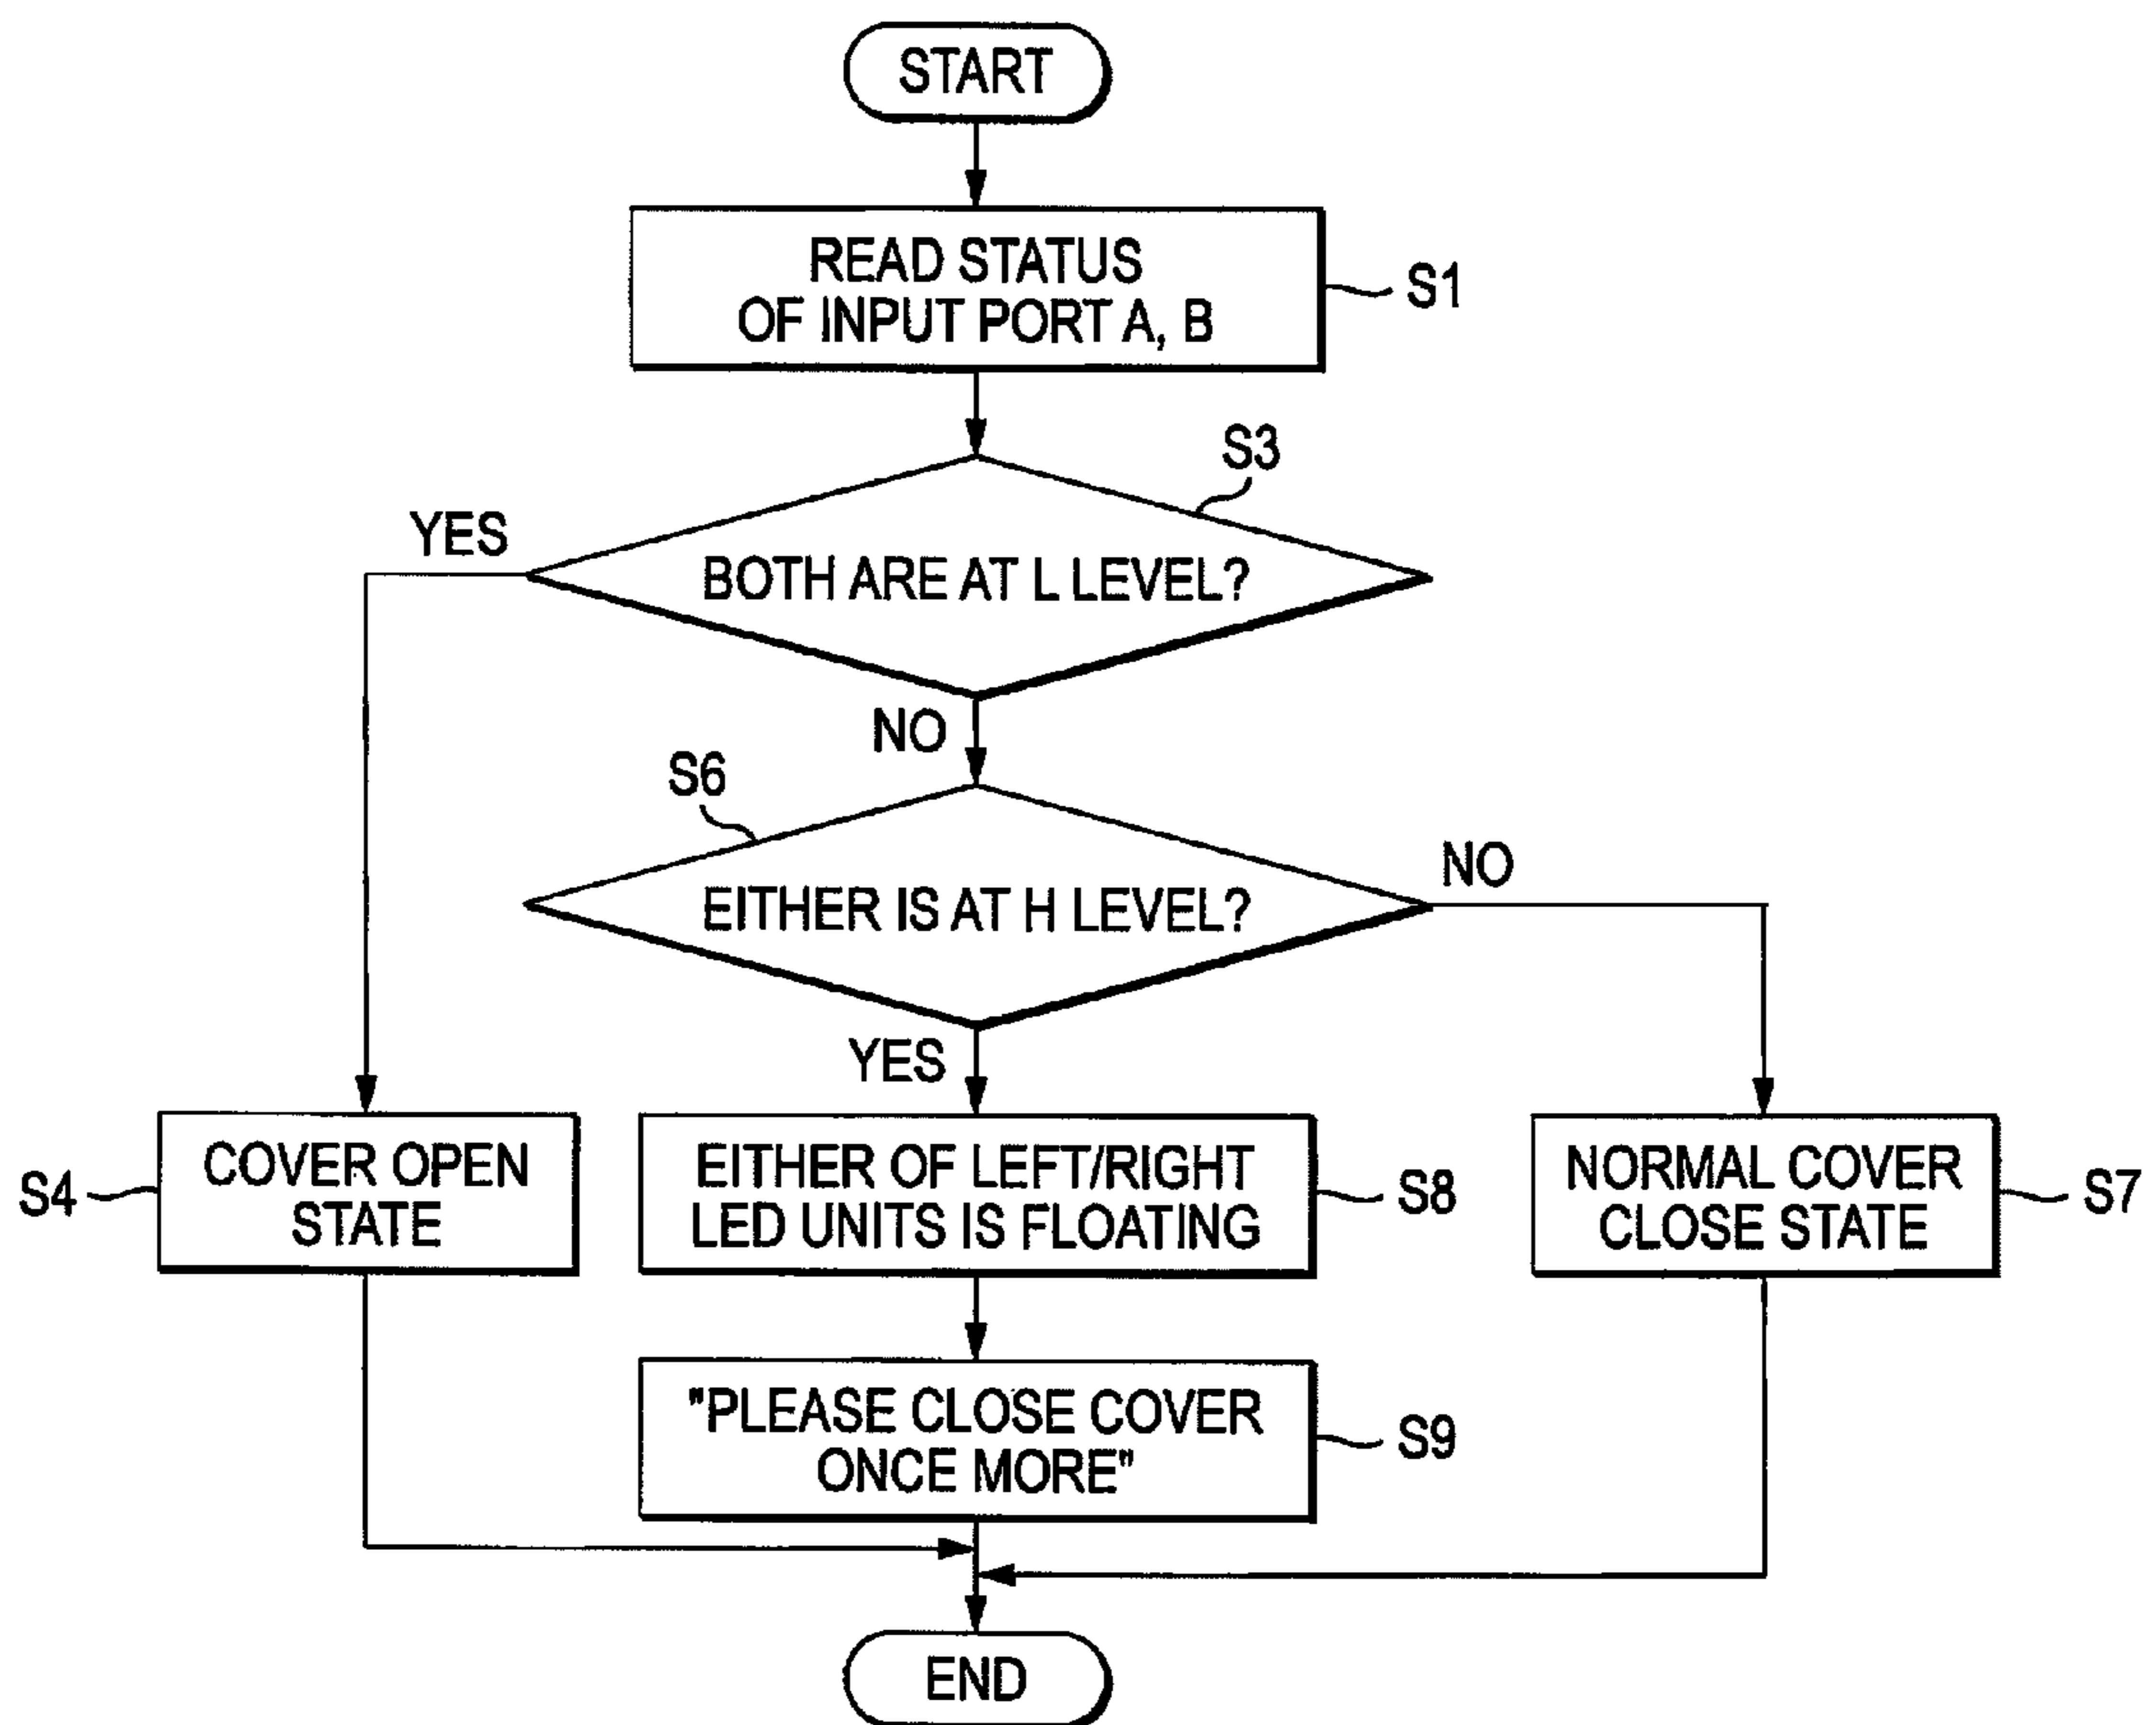 START
READ STATUS
OF INPUT PORT A, B
S1
S3
YES
BOTH ARE AT L LEVEL?
NO
S6
NO
EITHER IS AT H LEVEL?
YES
S4
COVER OPEN
STATE
EITHER OF LEFT/RIGHT
LED UNITS IS FLOATING
S8
NORMAL COVER
CLOSE STATE
S7
"PLEASE CLOSE COVER
ONCE MORE"
S9
END